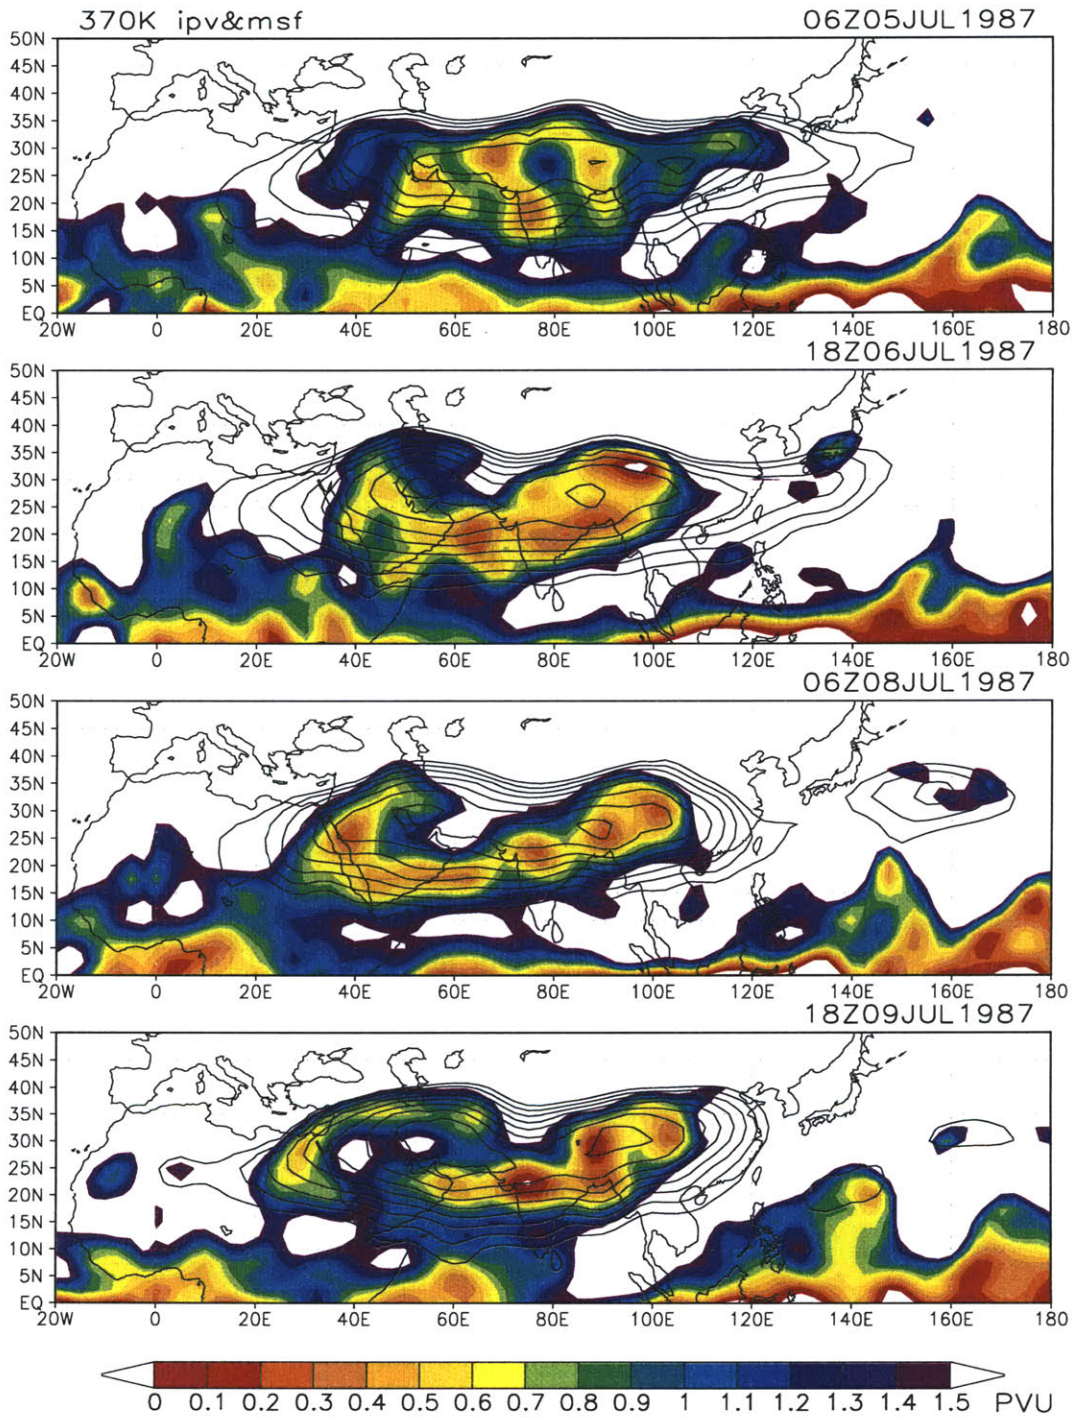 370K ipv&msf 06Z05JUL1987
50N
45N
40N
35N
30N
25N
20N
15N
10N
5N
EQ
20W 0 20E 40E 60E 80E 100E 120E 140E 160E 180
18Z06JUL1987
50N
45N
40N
35N
30N
25N
20N
15N
10N
5N
EQ
20W 0 20E 40E 60E 80E 100E 120E 140E 160E 180
06Z08JUL1987
50N
45N
40N
35N
30N
25N
20N
15N
10N
5N
EQ
20W 0 20E 40E 60E 80E 100E 120E 140E 160E 180
18Z09JUL1987
50N
45N
40N
35N
30N
25N
20N
15N
10N
5N
EQ
20W 0 20E 40E 60E 80E 100E 120E 140E 160E 180
0 0.1 0.2 0.3 0.4 0.5 0.6 0.7 0.8 0.9 1 1.1 1.2 1.3 1.4 1.5 PVU